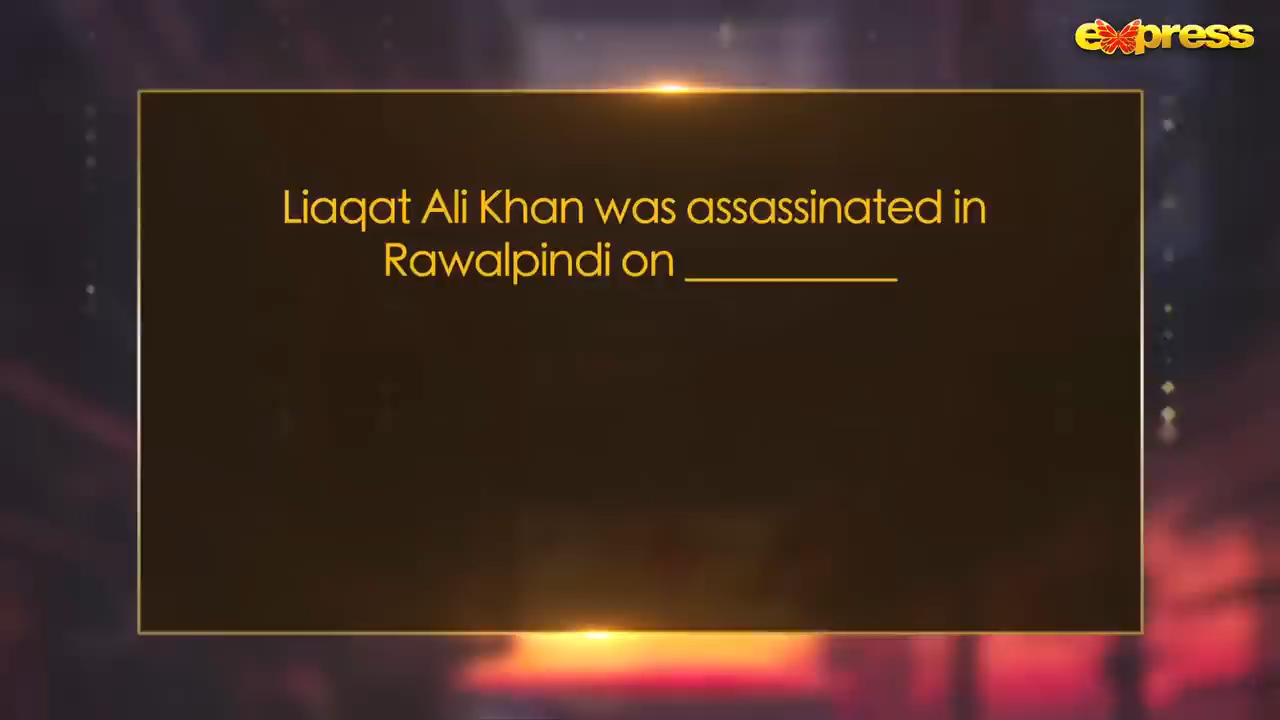 express
Liaqat Ali Khan was assassinated in
Rawalpindi on __________